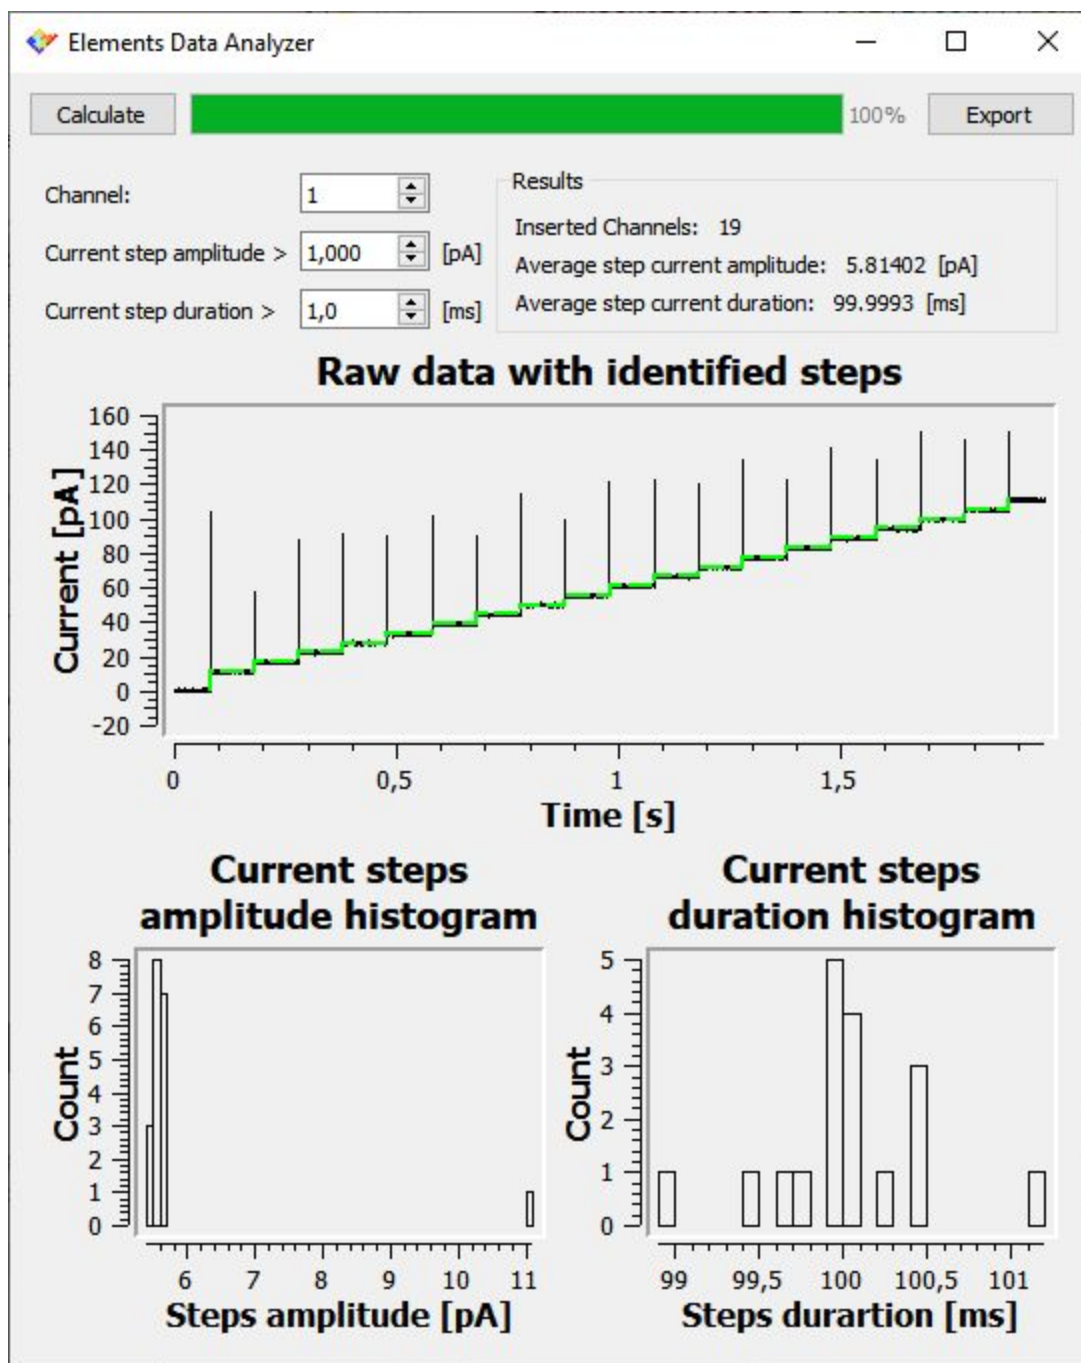 Elements Data Analyzer
Calculate 100% Export
Channel: 1
Current step amplitude > 1,000 [pA]
Current step duration > 1,0 [ms]
Results
Inserted Channels: 19
Average step current amplitude: 5.81402 [pA]
Average step current duration: 99.9993 [ms]
Raw data with identified steps
Current [pA]
160
140
120
100
80
60
40
20
0
-20
0 0,5 1 1,5
Time [s]
Current steps
amplitude histogram
Count
8
7
6
5
4
3
2
1
0
6 7 8 9 10 11
Steps amplitude [pA]
Current steps
duration histogram
Count
5
4
3
2
1
0
99 99,5 100 100,5 101
Steps durartion [ms]